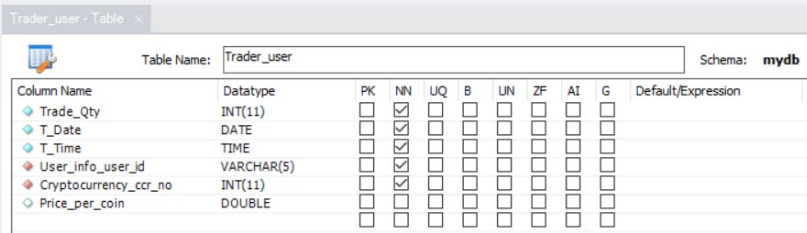 Trader_user - Table ×
Table Name: Trader_user Schema: mydb
Column Name Datatype PK NN UQ B UN ZF AI G Default/Expression
Trade_Qty INT(11)
T_Date DATE
T_Time TIME
User_info_user_id VARCHAR(5)
Cryptocurrency_ccr_no INT(11)
Price_per_coin DOUBLE